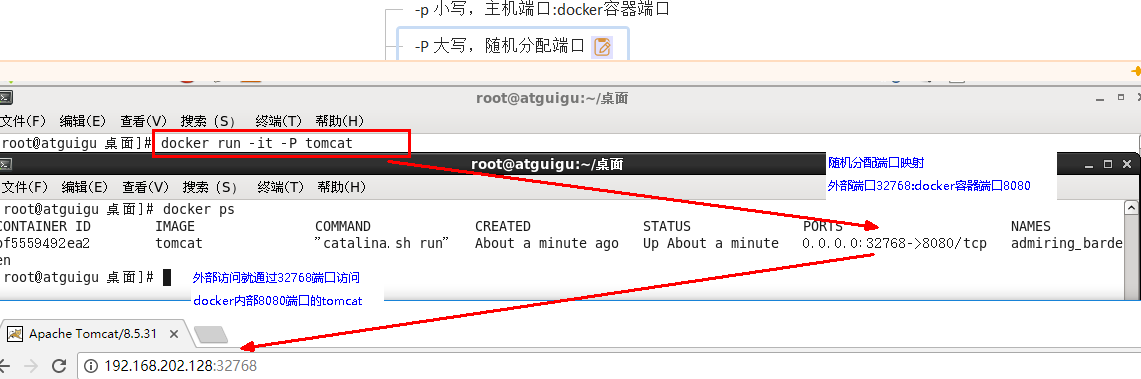 -p 小写，主机端口:docker容器端口
-P 大写，随机分配端口
root@atguigu:~/桌面
文件(F) 编辑(E) 查看(V) 搜索 (S) 终端(T) 帮助(H)
root@atguigu 桌面]# docker run -it -P tomcat
root@atguigu:~/桌面
随机分配端口映射
外部端口32768:docker容器端口8080
文件(F) 编辑(E) 查看(V) 搜索 (S) 终端(T) 帮助(H)
root@atguigu 桌面]# docker ps
CONTAINER ID IMAGE COMMAND CREATED STATUS PORTS NAMES
bf5559492ea2 tomcat "catalina.sh run" About a minute ago Up About a minute 0.0.0.0:32768->8080/tcp admiring_barde
en
root@atguigu 桌面]#
外部访问就通过32768端口访问
docker内部8080端口的tomcat
Apache Tomcat/8.5.31
192.168.202.128:32768